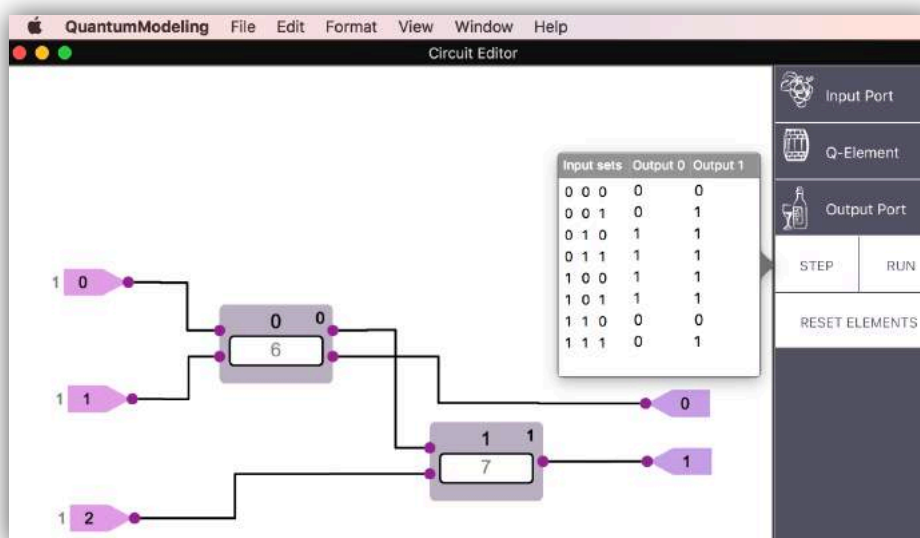 QuantumModeling File Edit Format View Window Help
Circuit Editor
Input Port
Q-Element
Output Port
STEP RUN
RESET ELEMENTS
Input sets Output 0 Output 1
0 0 0 0 0
0 0 1 0 1
0 1 0 1 1
0 1 1 1 1
1 0 0 1 1
1 0 1 1 1
1 1 0 0 0
1 1 1 0 1
1 0
0 0
6
1 1
0
1 1
7
1
1 2